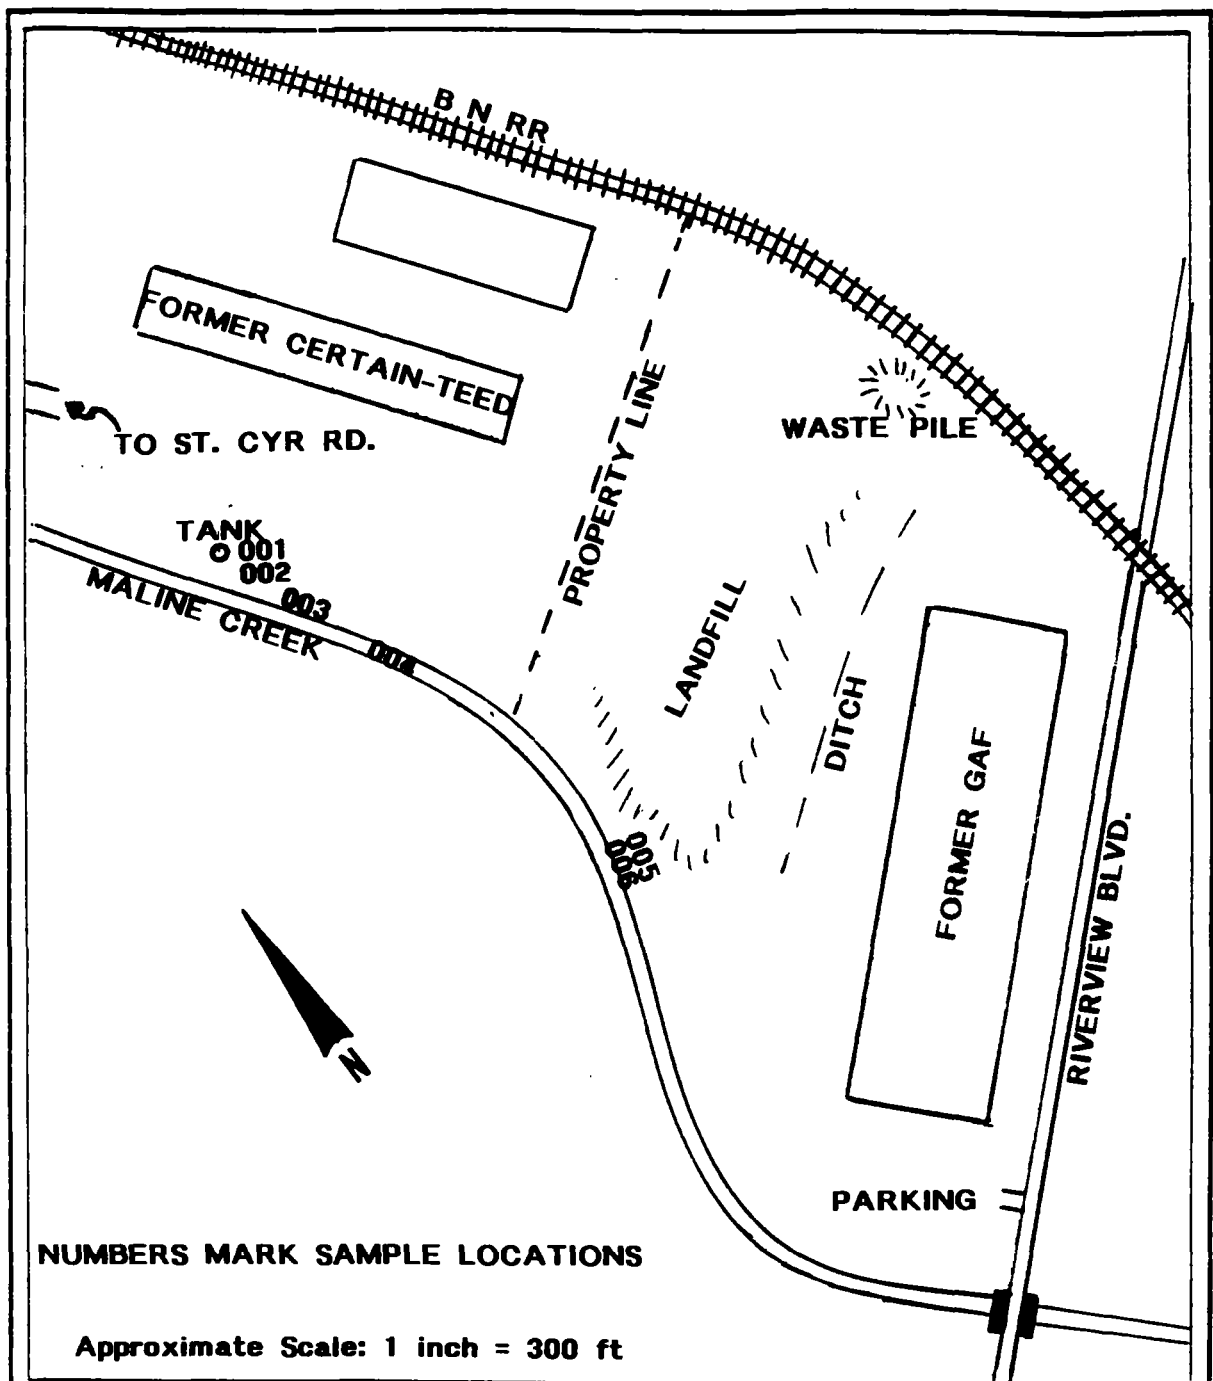 B N RR
FORMER CERTAIN-TEED
PROPERTY LINE
WASTE PILE
TO ST. CYR RD.
TANK
001
002
003
MALINE CREEK
004
LANDFILL
DITCH
FORMER GAF
005
006
RIVERVIEW BLVD.
N
PARKING
NUMBERS MARK SAMPLE LOCATIONS
Approximate Scale: 1 inch = 300 ft